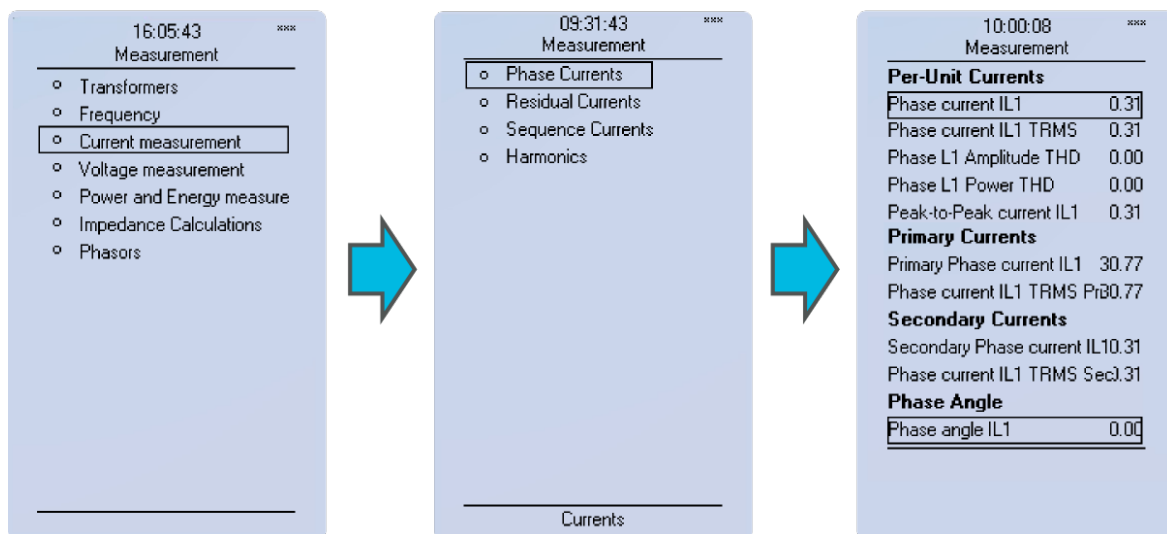 16:05:43 ***
Measurement
Transformers
Frequency
Current measurement
Voltage measurement
Power and Energy measure
Impedance Calculations
Phasors
09:31:43 ***
Measurement
Phase Currents
Residual Currents
Sequence Currents
Harmonics
Currents
10:00:08 ***
Measurement
Per-Unit Currents
Phase current IL1 0.31
Phase current IL1 TRMS 0.31
Phase L1 Amplitude THD 0.00
Phase L1 Power THD 0.00
Peak-to-Peak current IL1 0.31
Primary Currents
Primary Phase current IL1 30.77
Phase current IL1 TRMS Pri30.77
Secondary Currents
Secondary Phase current IL10.31
Phase current IL1 TRMS Sec0.31
Phase Angle
Phase angle IL1 0.00